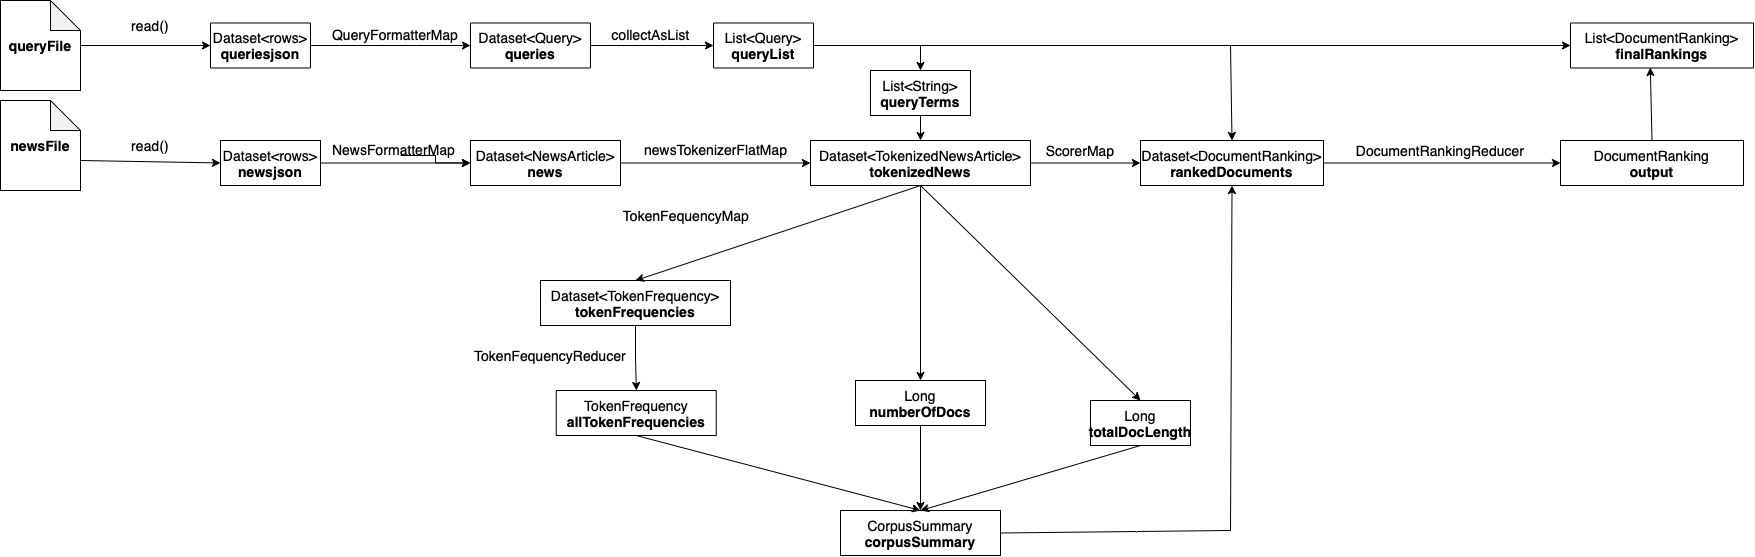 queryFile
read()
Dataset<rows>
queriesjson
QueryFormatterMap
Dataset<Query>
queries
collectAsList
List<Query>
queryList
List<DocumentRanking>
finalRankings
List<String>
queryTerms
newsFile
read()
Dataset<rows>
newsjson
NewsFormatterMap
Dataset<NewsArticle>
news
newsTokenizerFlatMap
Dataset<TokenizedNewsArticle>
tokenizedNews
ScorerMap
Dataset<DocumentRanking>
rankedDocuments
DocumentRankingReducer
DocumentRanking
output
TokenFequencyMap
Dataset<TokenFrequency>
tokenFrequencies
TokenFequencyReducer
TokenFrequency
allTokenFrequencies
Long
numberOfDocs
Long
totalDocLength
CorpusSummary
corpusSummary